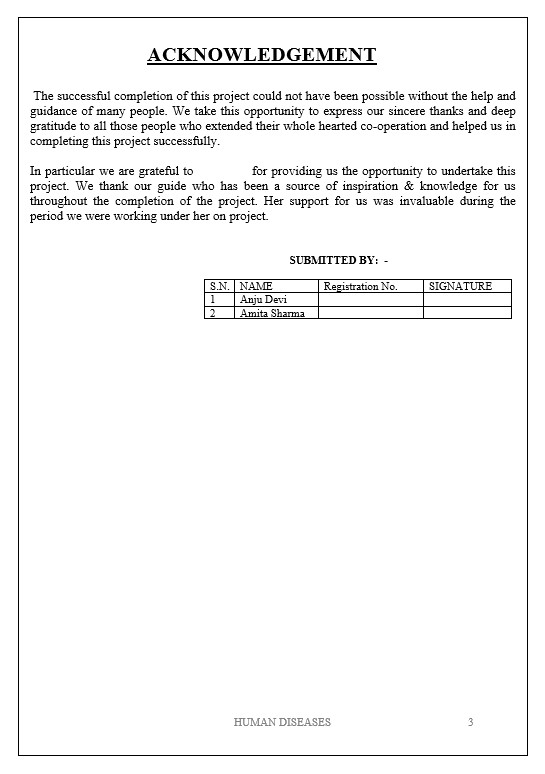 ACKNOWLEDGEMENT
The successful completion of this project could not have been possible without the help and
guidance of many people. We take this opportunity to express our sincere thanks and deep
gratitude to all those people who extended their whole hearted co-operation and helped us in
completing this project successfully.
In particular we are grateful to for providing us the opportunity to undertake this
project. We thank our guide who has been a source of inspiration & knowledge for us
throughout the completion of the project. Her support for us was invaluable during the
period we were working under her on project.
SUBMITTED BY: -
S.N. NAME Registration No. SIGNATURE
1 Anju Devi
2 Amita Sharma
HUMAN DISEASES 3